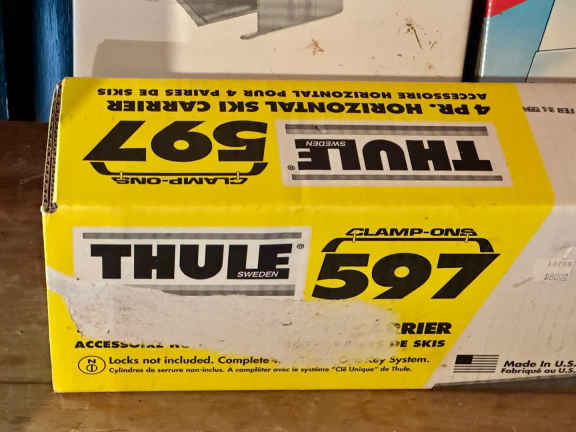 4 PR. HORIZONTAL SKI CARRIER
ACCESSOIRE HORIZONTAL POUR 4 PAIRES DE SKIS
THULE®
SWEDEN
CLAMP-ONS
597
THULE®
SWEDEN
CLAMP-ONS
597
RRIER
ACCESSOIRE DE SKIS
N
Locks not included. Complete Key System.
Cylindres de serrure non-inclus. A compléter avec le système "Clé Unique" de Thule.
Made in U.S.
Fabriqué au U.S.